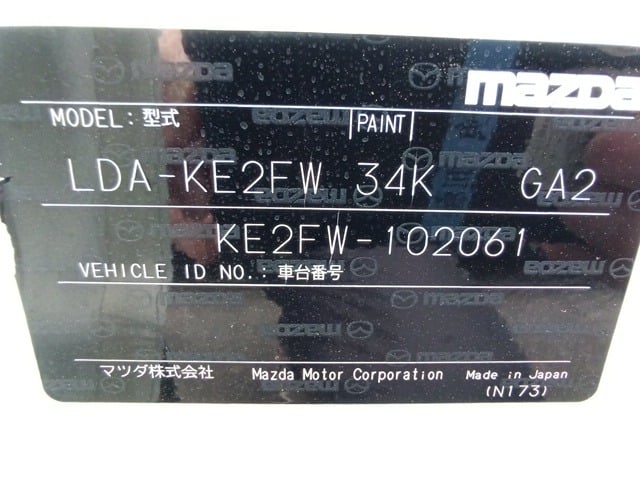 mazda
MODEL: 型式 PAINT
LDA-KE2FW 34K GA2
KE2FW-102061
VEHICLE ID NO.: 車台番号
マツダ株式会社 Mazda Motor Corporation Made in Japan
(N173)